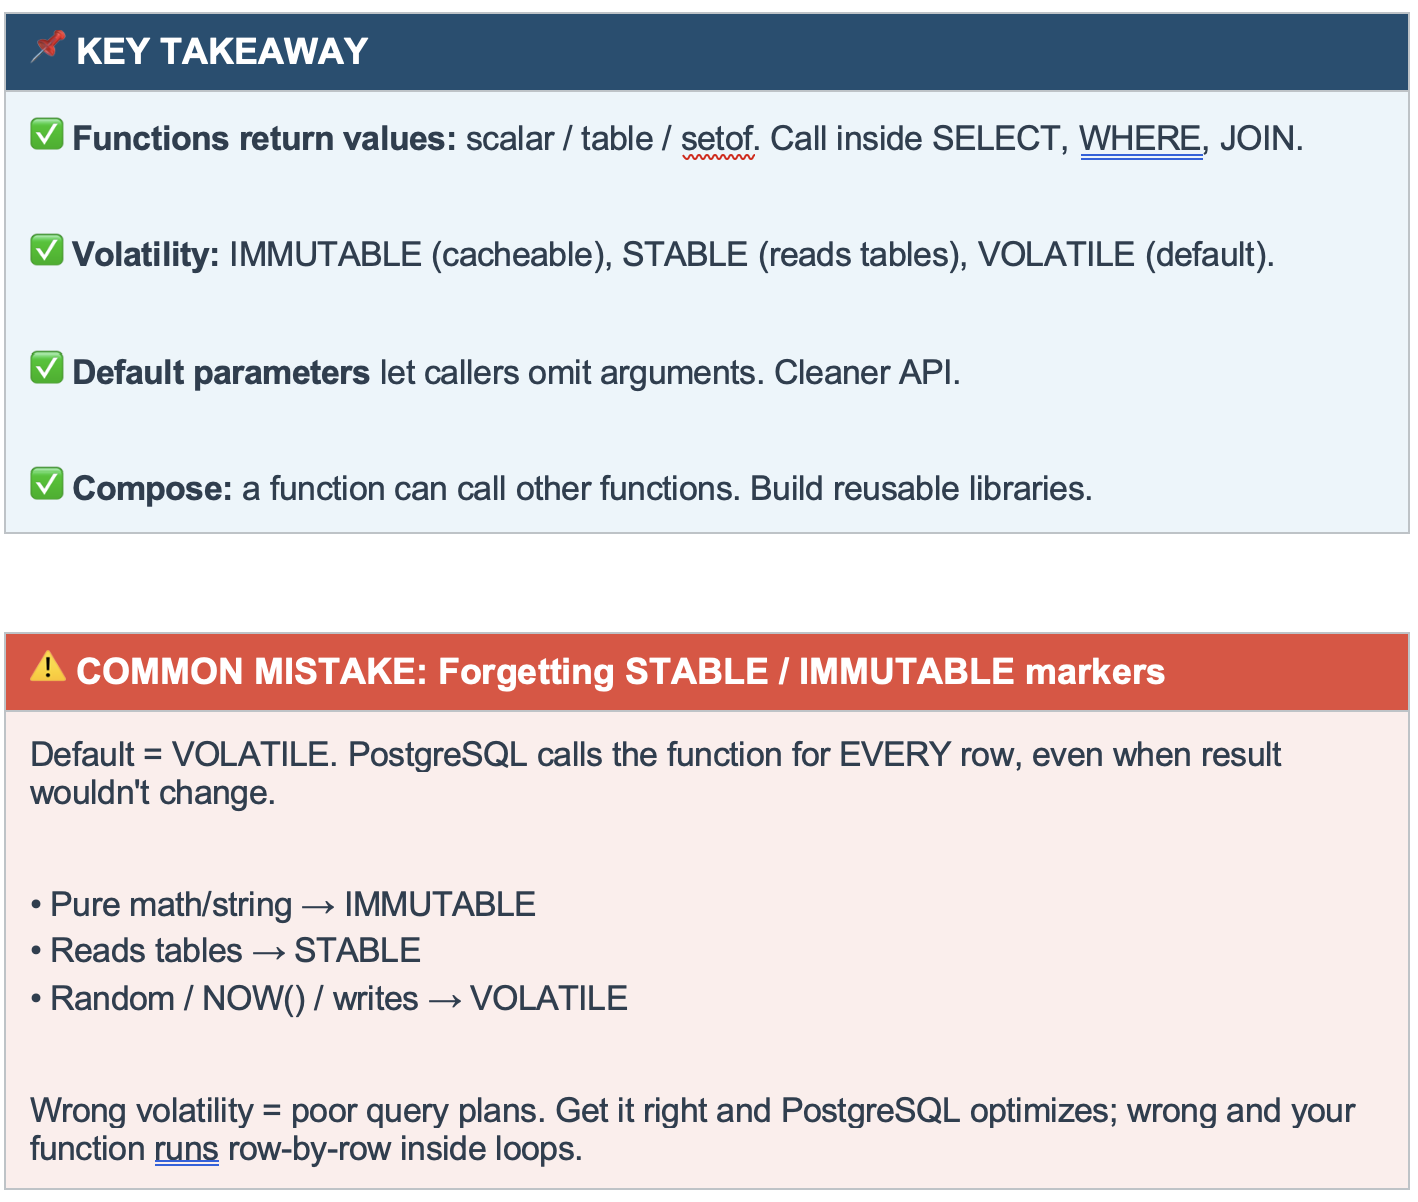 📌 KEY TAKEAWAY
✅ Functions return values: scalar / table / setof. Call inside SELECT, WHERE, JOIN.
✅ Volatility: IMMUTABLE (cacheable), STABLE (reads tables), VOLATILE (default).
✅ Default parameters let callers omit arguments. Cleaner API.
✅ Compose: a function can call other functions. Build reusable libraries.
⚠️ COMMON MISTAKE: Forgetting STABLE / IMMUTABLE markers
Default = VOLATILE. PostgreSQL calls the function for EVERY row, even when result
wouldn't change.
• Pure math/string → IMMUTABLE
• Reads tables → STABLE
• Random / NOW() / writes → VOLATILE
Wrong volatility = poor query plans. Get it right and PostgreSQL optimizes; wrong and your
function runs row-by-row inside loops.